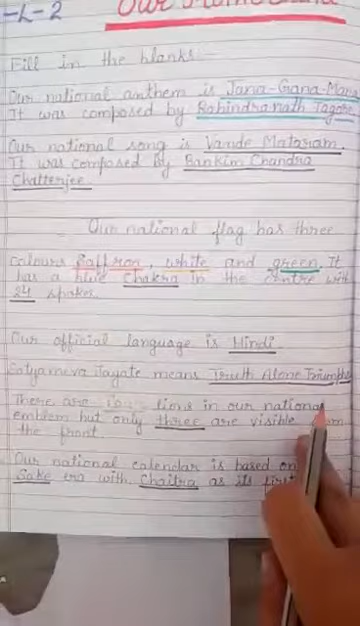 -L-2
Our
Fill in the blanks
Our national anthem is Jana-Gana-Mana
It was composed by Rabindranath Tagore
Our national song is Vande Mataram.
It was composed by Bankim Chandra
Chatterjee
Our national flag has three
colours Saffron, white and green. It
has a blue Chakra in the centre with
24 spokes
Our official language is Hindi.
Satyameva Jayate means Truth Alone Triumphs
There are lions in our national
emblem but only three are visible
the front
Our national calendar is based on
Saka era with Chaitra as its first